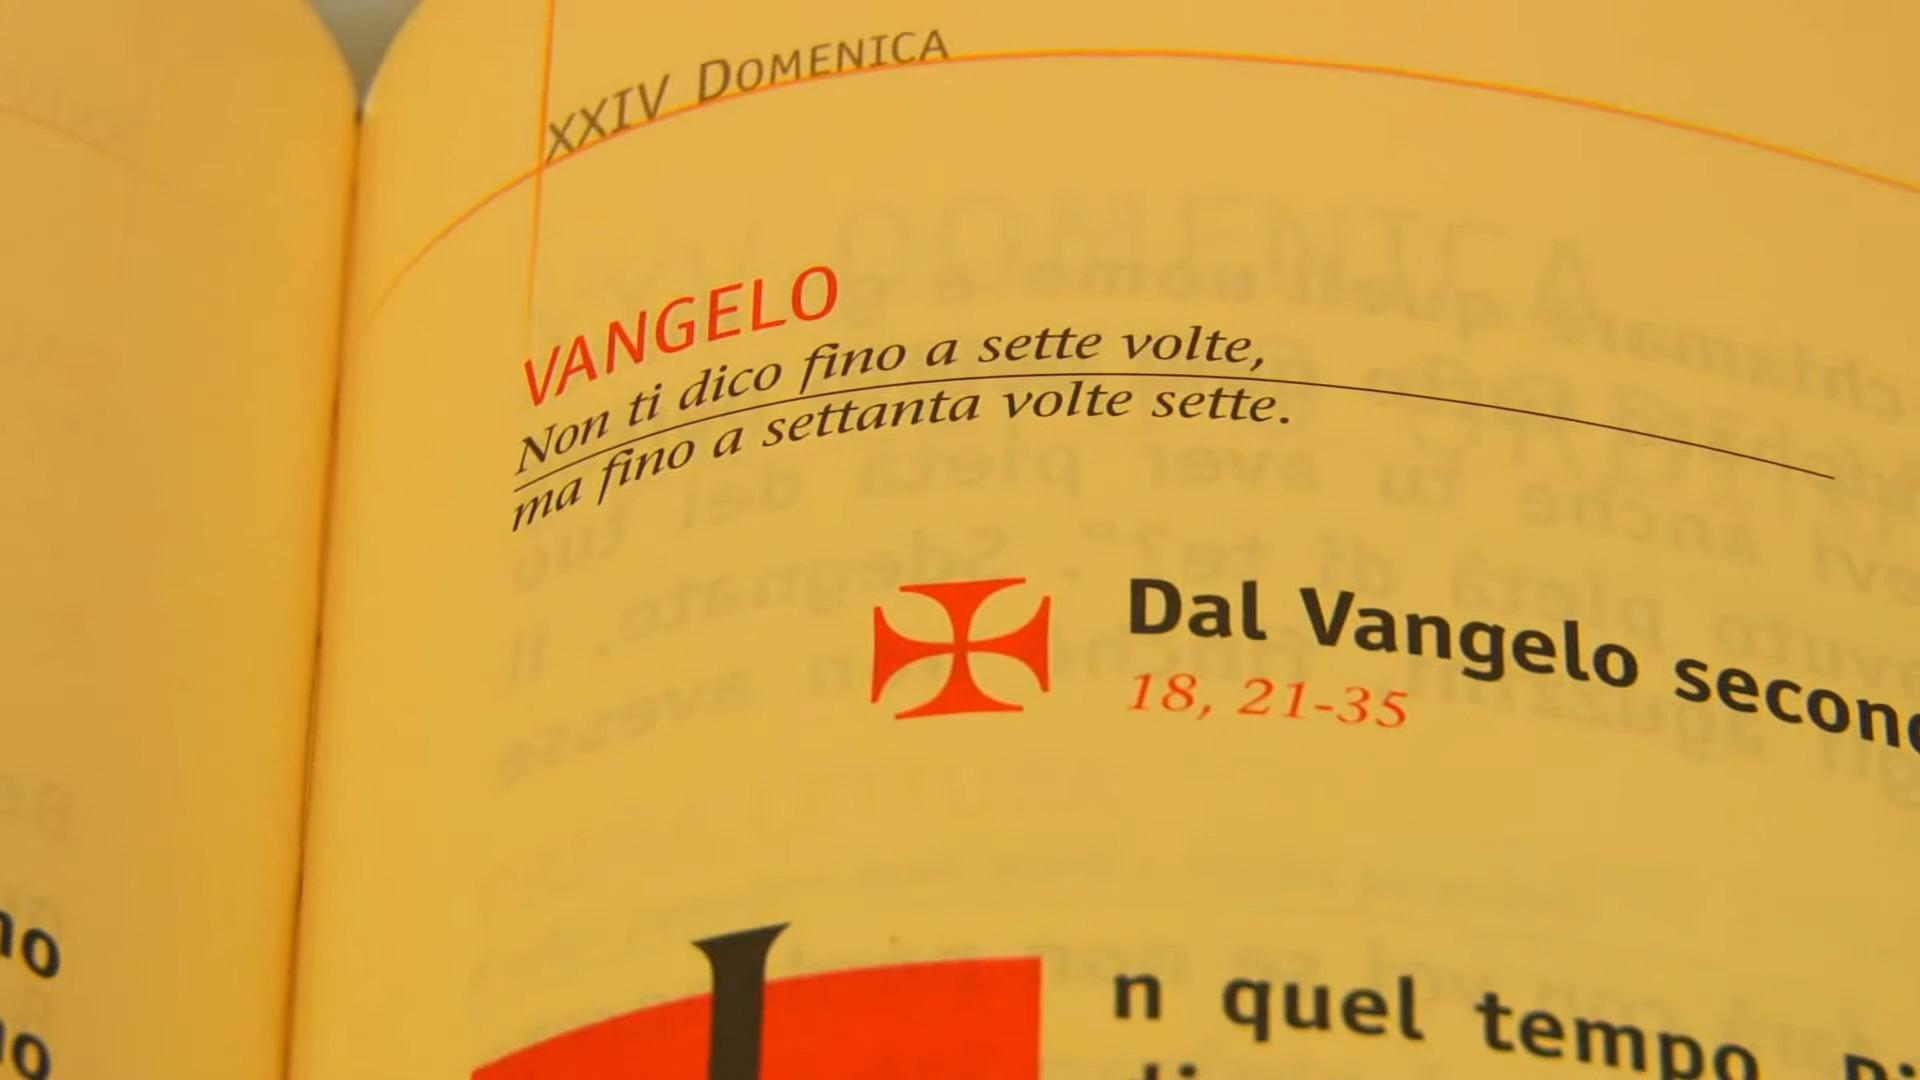 XXIV DOMENICA
VANGELO
Non ti dico fino a sette volte,
ma fino a settanta volte sette.
Dal Vangelo
18, 21-35
In quel tempo